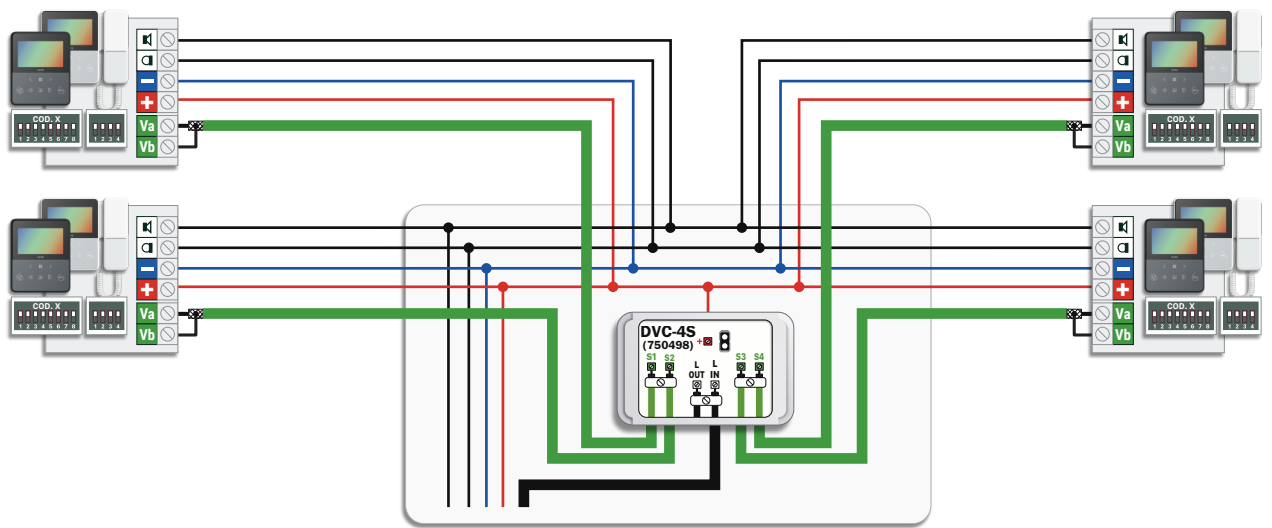 COD. X
1 2 3 4 5 6 7 8
1 2 3 4
−
+
Va
Vb
COD. X
1 2 3 4 5 6 7 8
1 2 3 4
−
+
Va
Vb
COD. X
1 2 3 4 5 6 7 8
1 2 3 4
−
+
Va
Vb
COD. X
1 2 3 4 5 6 7 8
1 2 3 4
−
+
Va
Vb
DVC-4S
(750498)
+
S1 S2
L L
OUT IN
S3 S4